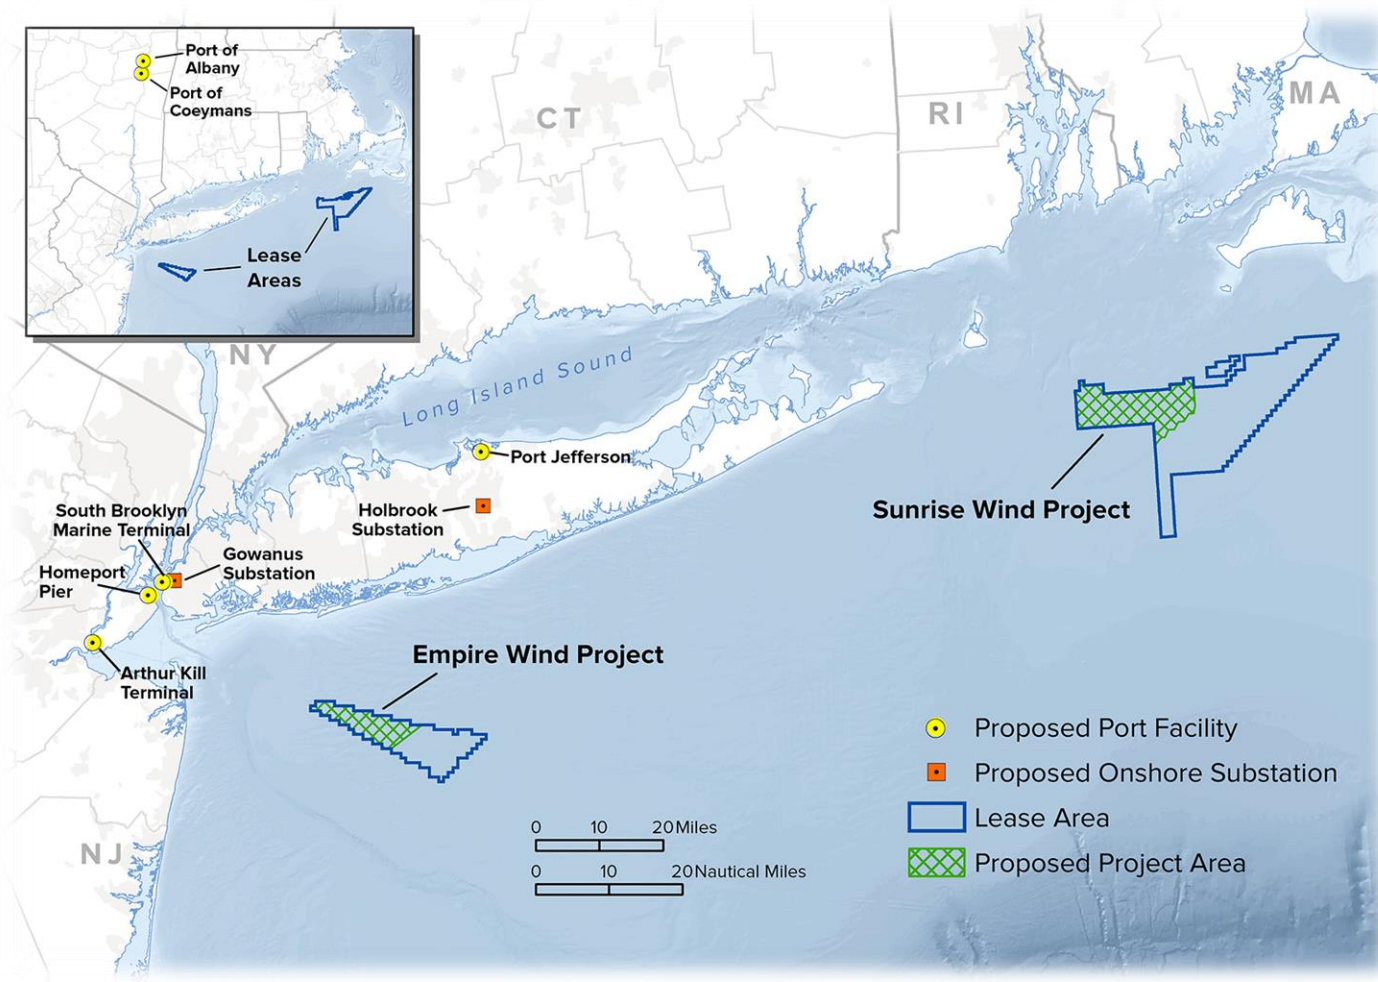 Port of
Albany
Port of
Coeymans
Lease
Areas
CT
RI
MA
NY
Long Island Sound
Port Jefferson
Holbrook
Substation
South Brooklyn
Marine Terminal
Gowanus
Substation
Homeport
Pier
Arthur Kill
Terminal
Sunrise Wind Project
Empire Wind Project
NJ
0 10 20 Miles
0 10 20 Nautical Miles
Proposed Port Facility
Proposed Onshore Substation
Lease Area
Proposed Project Area